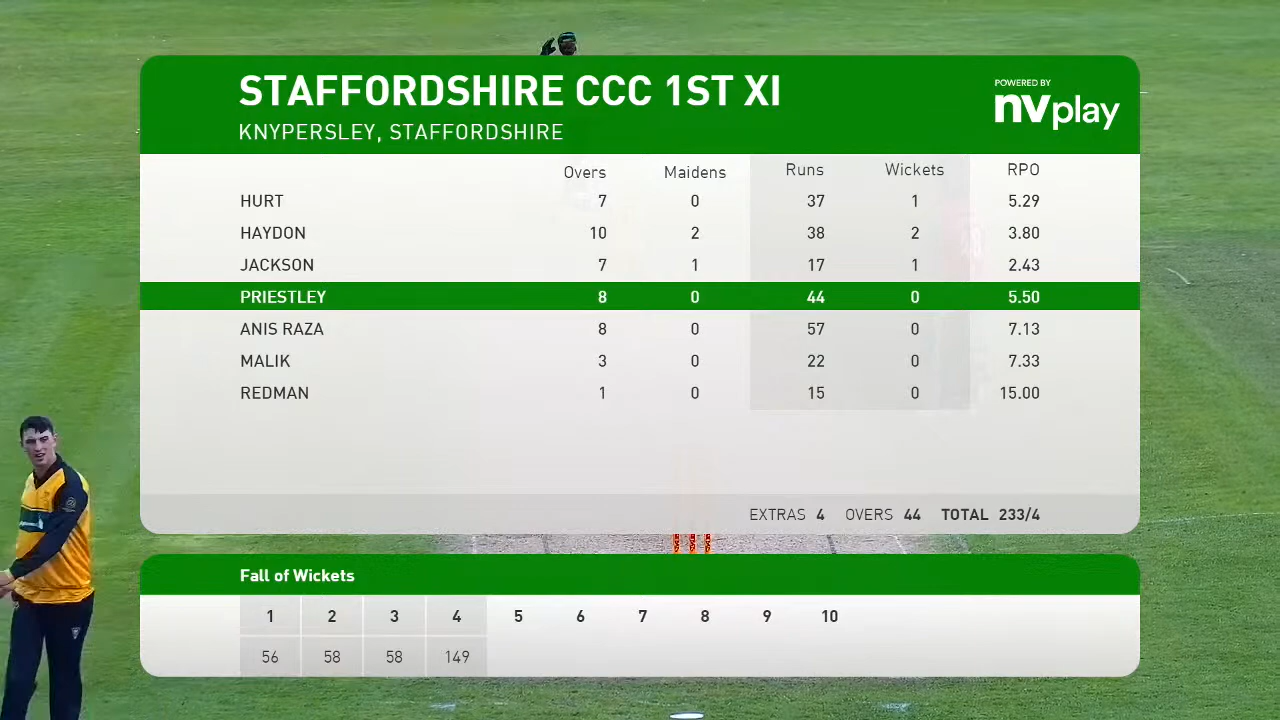 STAFFORDSHIRE CCC 1ST XI
KNYPERSLEY, STAFFORDSHIRE
POWERED BY
nvplay
Overs Maidens Runs Wickets RPO
HURT 7 0 37 1 5.29
HAYDON 10 2 38 2 3.80
JACKSON 7 1 17 1 2.43
PRIESTLEY 8 0 44 0 5.50
ANIS RAZA 8 0 57 0 7.13
MALIK 3 0 22 0 7.33
REDMAN 1 0 15 0 15.00
EXTRAS 4 OVERS 44 TOTAL 233/4
Fall of Wickets
1 2 3 4 5 6 7 8 9 10
56 58 58 149